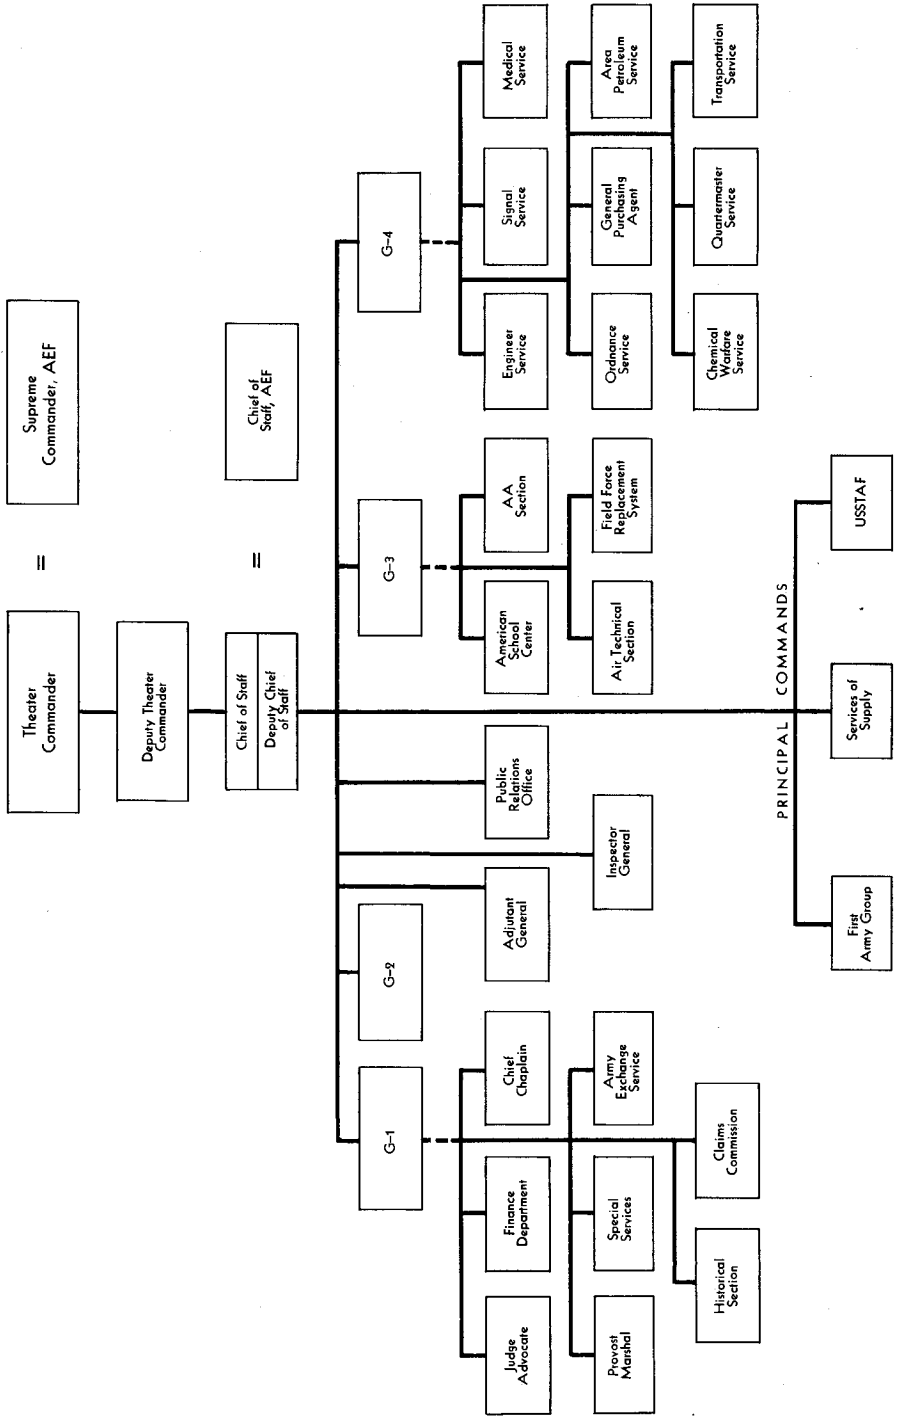 Theater
Commander
=
Supreme
Commander, AEF
Deputy Theater
Commander
Chief of Staff
Deputy Chief
of Staff
=
Chief of
Staff, AEF
G-1
G-2
G-3
G-4
Judge
Advocate
Finance
Department
Chief
Chaplain
Adjutant
General
Public
Relations
Office
American
School
Center
AA
Section
Engineer
Service
Signal
Service
Medical
Service
Provost
Marshal
Special
Services
Army
Exchange
Service
Inspector
General
Air Technical
Section
Field Force
Replacement
System
Ordnance
Service
General
Purchasing
Agent
Area
Petroleum
Service
Historical
Section
Claims
Commission
Chemical
Warfare
Service
Quartermaster
Service
Transportation
Service
PRINCIPAL COMMANDS
First
Army Group
Services of
Supply
USSTAF